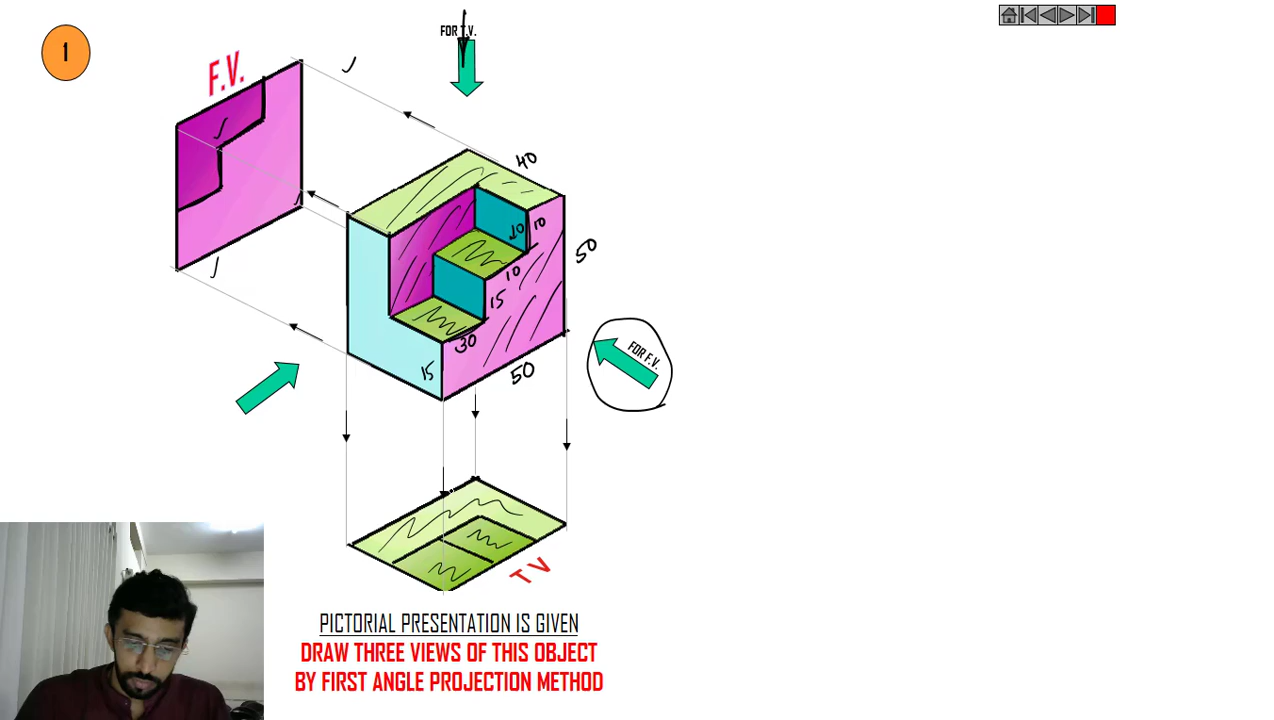 1
FOR T.V.
F.V.
40
10
10
50
10
15
30
FOR F.V.
15
50
TV
PICTORIAL PRESENTATION IS GIVEN
DRAW THREE VIEWS OF THIS OBJECT
BY FIRST ANGLE PROJECTION METHOD